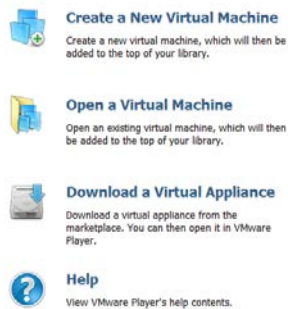 Create a New Virtual Machine
Create a new virtual machine, which will then be
added to the top of your library.
Open a Virtual Machine
Open an existing virtual machine, which will then
be added to the top of your library.
Download a Virtual Appliance
Download a virtual appliance from the
marketplace. You can then open it in VMware
Player.
Help
View VMware Player's help contents.